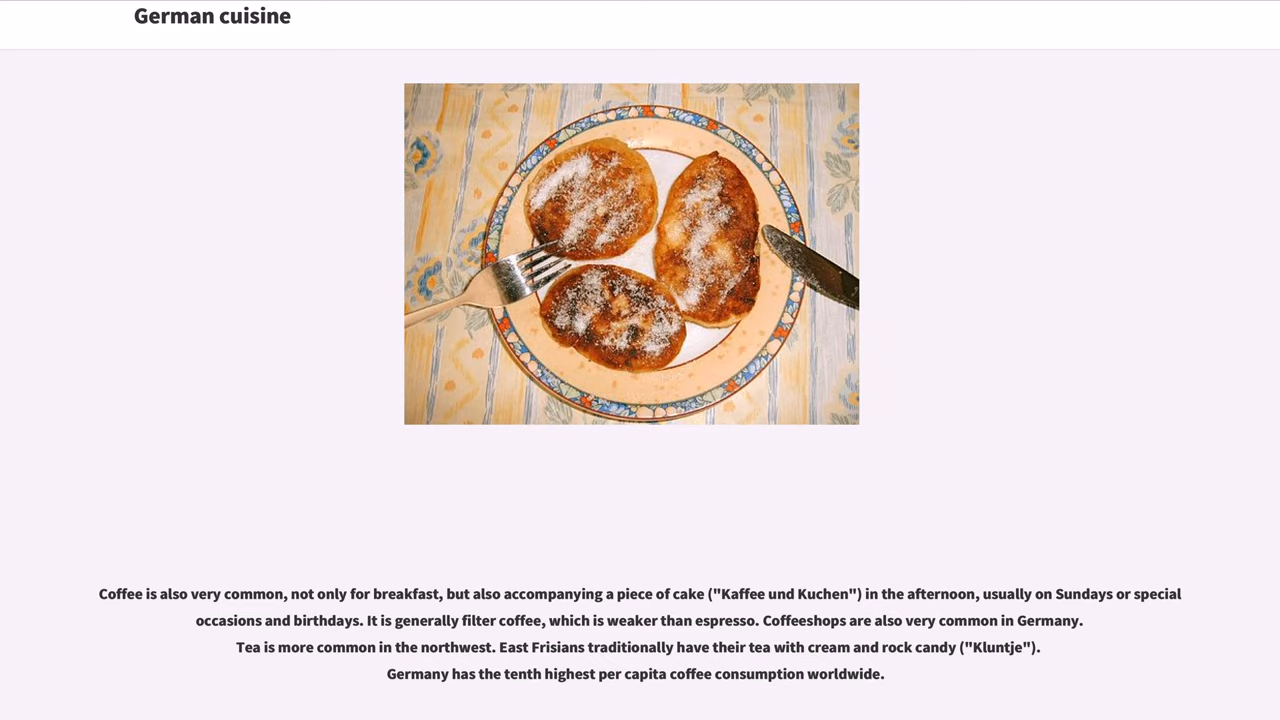 German cuisine
Coffee is also very common, not only for breakfast, but also accompanying a piece of cake ("Kaffee und Kuchen") in the afternoon, usually on Sundays or special
occasions and birthdays. It is generally filter coffee, which is weaker than espresso. Coffeeshops are also very common in Germany.
Tea is more common in the northwest. East Frisians traditionally have their tea with cream and rock candy ("Kluntje").
Germany has the tenth highest per capita coffee consumption worldwide.